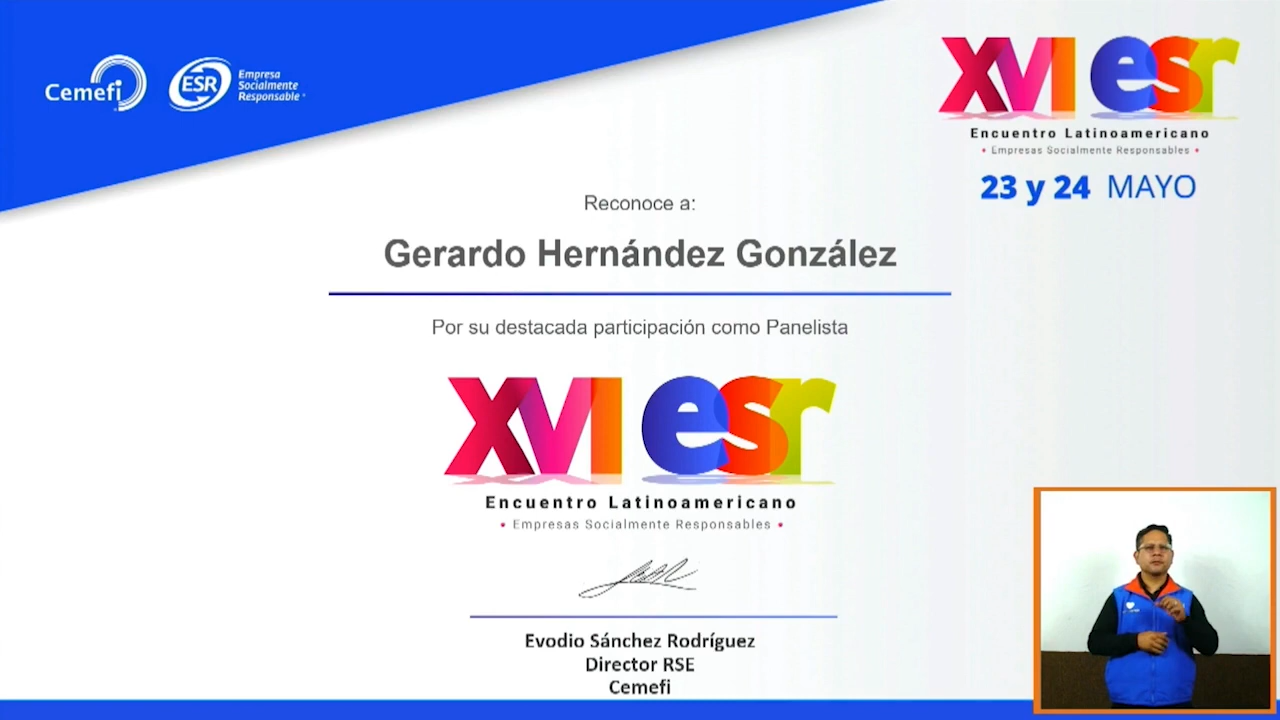 Cemefi
ESR
Empresa
Socialmente
Responsable
XVI esr
Encuentro Latinoamericano
• Empresas Socialmente Responsables •
23 y 24 MAYO
Reconoce a:
Gerardo Hernández González
Por su destacada participación como Panelista
XVI esr
Encuentro Latinoamericano
• Empresas Socialmente Responsables •
Evodio Sánchez Rodríguez
Director RSE
Cemefi